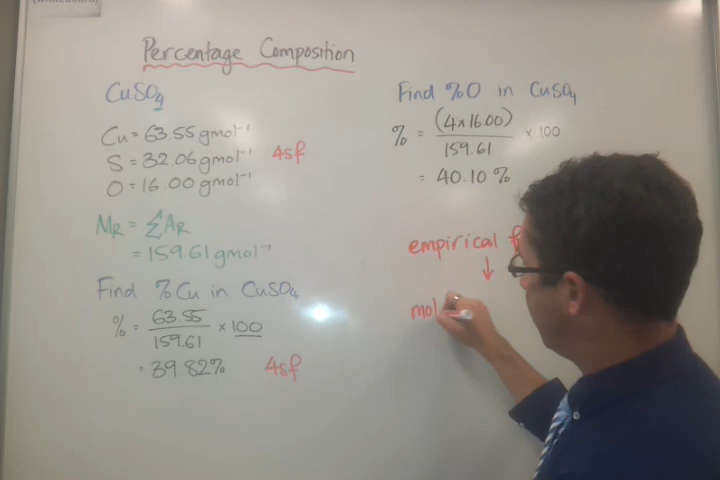 (whiteboard)
Percentage Composition
CuSO4
Cu = 63.55 gmol⁻¹
S = 32.06 gmol⁻¹
4sf
O = 16.00 gmol⁻¹
MR = ΣAR
= 159.61 gmol⁻¹
Find %Cu in CuSO4
% = 63.55 / 159.61 × 100
= 39.82%
4sf
Find %O in CuSO4
% = (4×16.00) / 159.61 × 100
= 40.10 %
empirical f
↓
mol